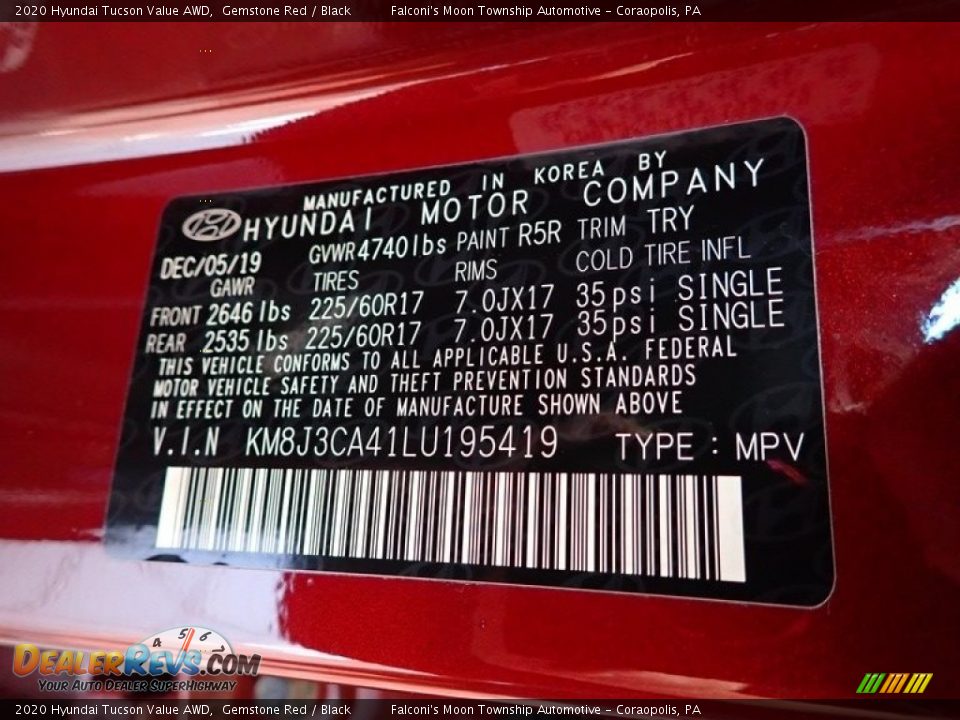 2020 Hyundai Tucson Value AWD, Gemstone Red / Black Falconi's Moon Township Automotive - Coraopolis, PA
MANUFACTURED IN KOREA BY
HYUNDAI MOTOR COMPANY
DEC/05/19 GVWR 4740lbs PAINT R5R TRIM TRY
GAWR TIRES RIMS COLD TIRE INFL
FRONT 2646 lbs 225/60R17 7.0JX17 35psi SINGLE
REAR 2535 lbs 225/60R17 7.0JX17 35psi SINGLE
THIS VEHICLE CONFORMS TO ALL APPLICABLE U.S.A. FEDERAL
MOTOR VEHICLE SAFETY AND THEFT PREVENTION STANDARDS
IN EFFECT ON THE DATE OF MANUFACTURE SHOWN ABOVE
V.I.N KM8J3CA41LU195419 TYPE : MPV
4 5 6
DEALERREVS.COM
YOUR AUTO DEALER SUPERHIGHWAY
2020 Hyundai Tucson Value AWD, Gemstone Red / Black Falconi's Moon Township Automotive - Coraopolis, PA